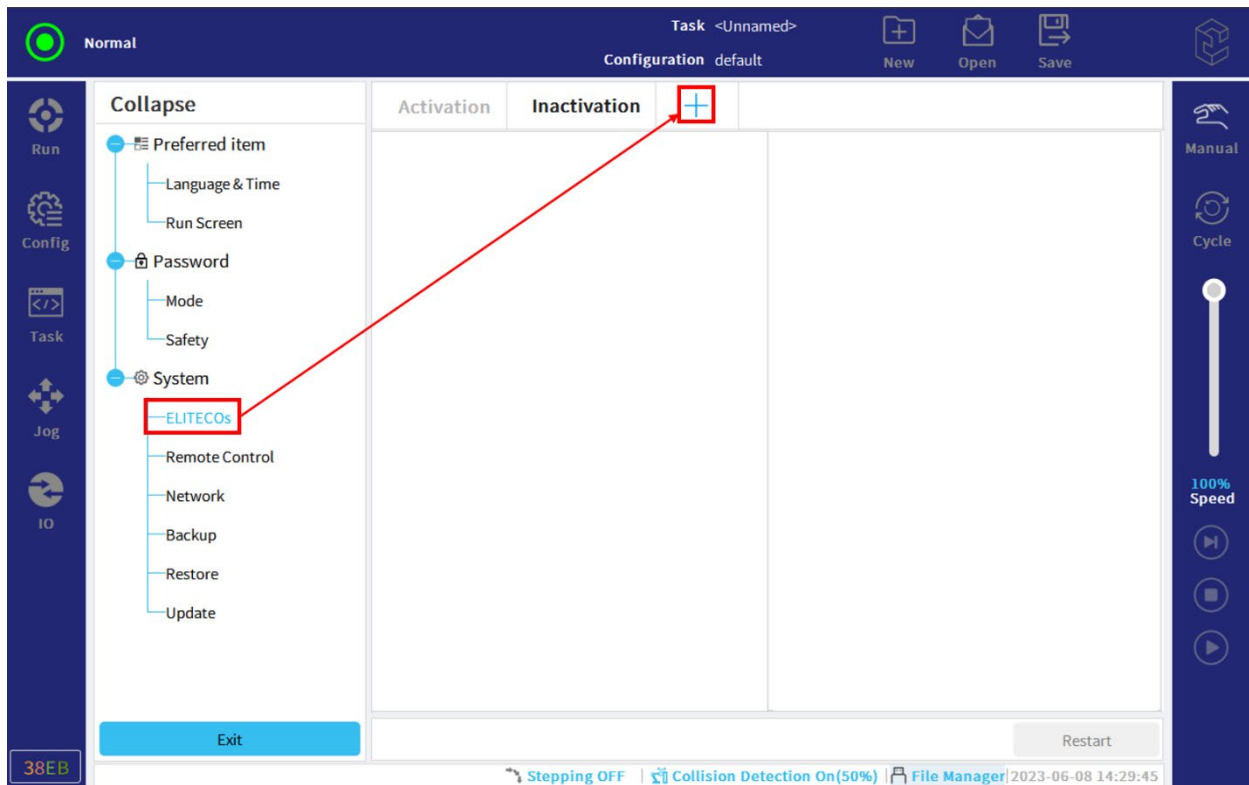 Normal
Task <Unnamed>
Configuration default
New
Open
Save
Run
Config
Task
Jog
IO
38EB
Collapse
Preferred item
Language & Time
Run Screen
Password
Mode
Safety
System
ELITECOs
Remote Control
Network
Backup
Restore
Update
Exit
Activation Inactivation
Restart
Manual
Cycle
100%
Speed
Stepping OFF | Collision Detection On(50%) | File Manager|2023-06-08 14:29:45